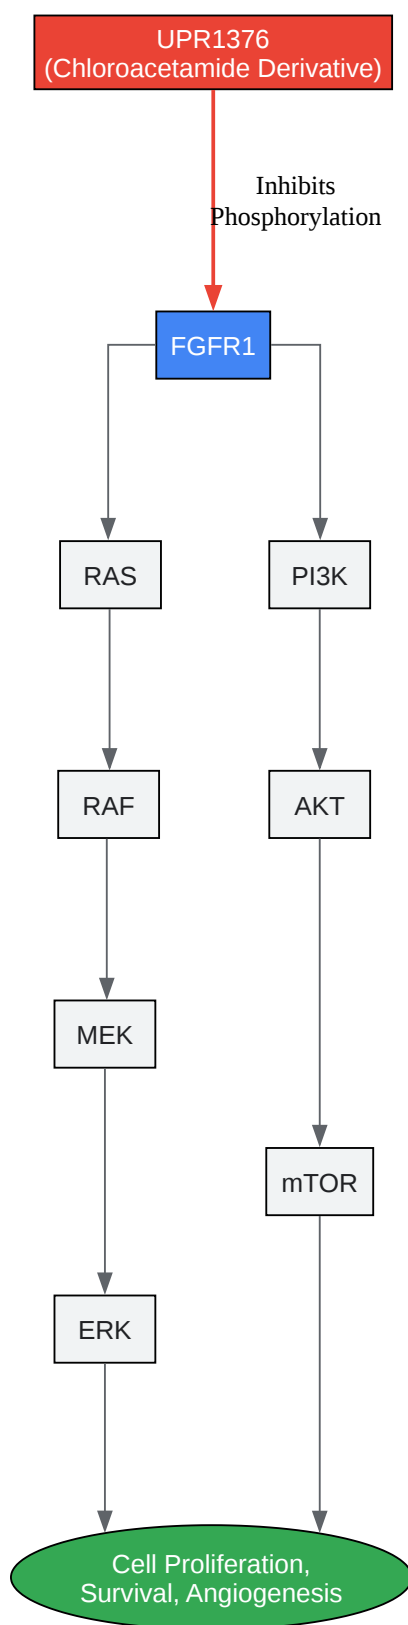 UPR1376
(Chloroacetamide Derivative)
Inhibits
Phosphorylation
FGFR1
RAS
PI3K
RAF
AKT
MEK
mTOR
ERK
Cell Proliferation,
Survival, Angiogenesis